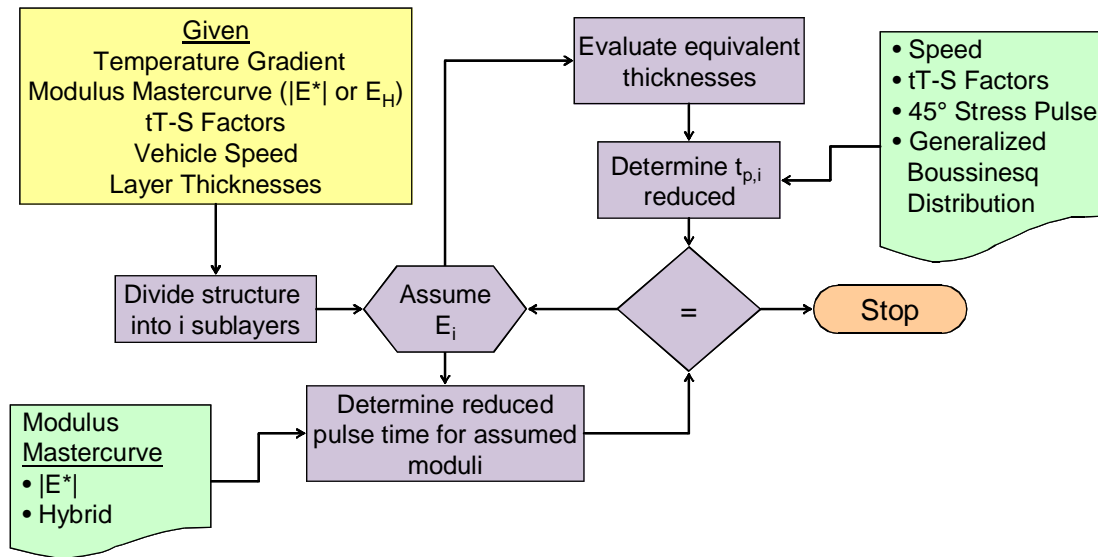 Given
Temperature Gradient
Modulus Mastercurve (|E*| or E_H)
tT-S Factors
Vehicle Speed
Layer Thicknesses
Evaluate equivalent
thicknesses
• Speed
• tT-S Factors
• 45° Stress Pulse
• Generalized
Boussinesq
Distribution
Determine t_p,i
reduced
Divide structure
into i sublayers
Assume
E_i
=
Stop
Modulus
Mastercurve
• |E*|
• Hybrid
Determine reduced
pulse time for assumed
moduli